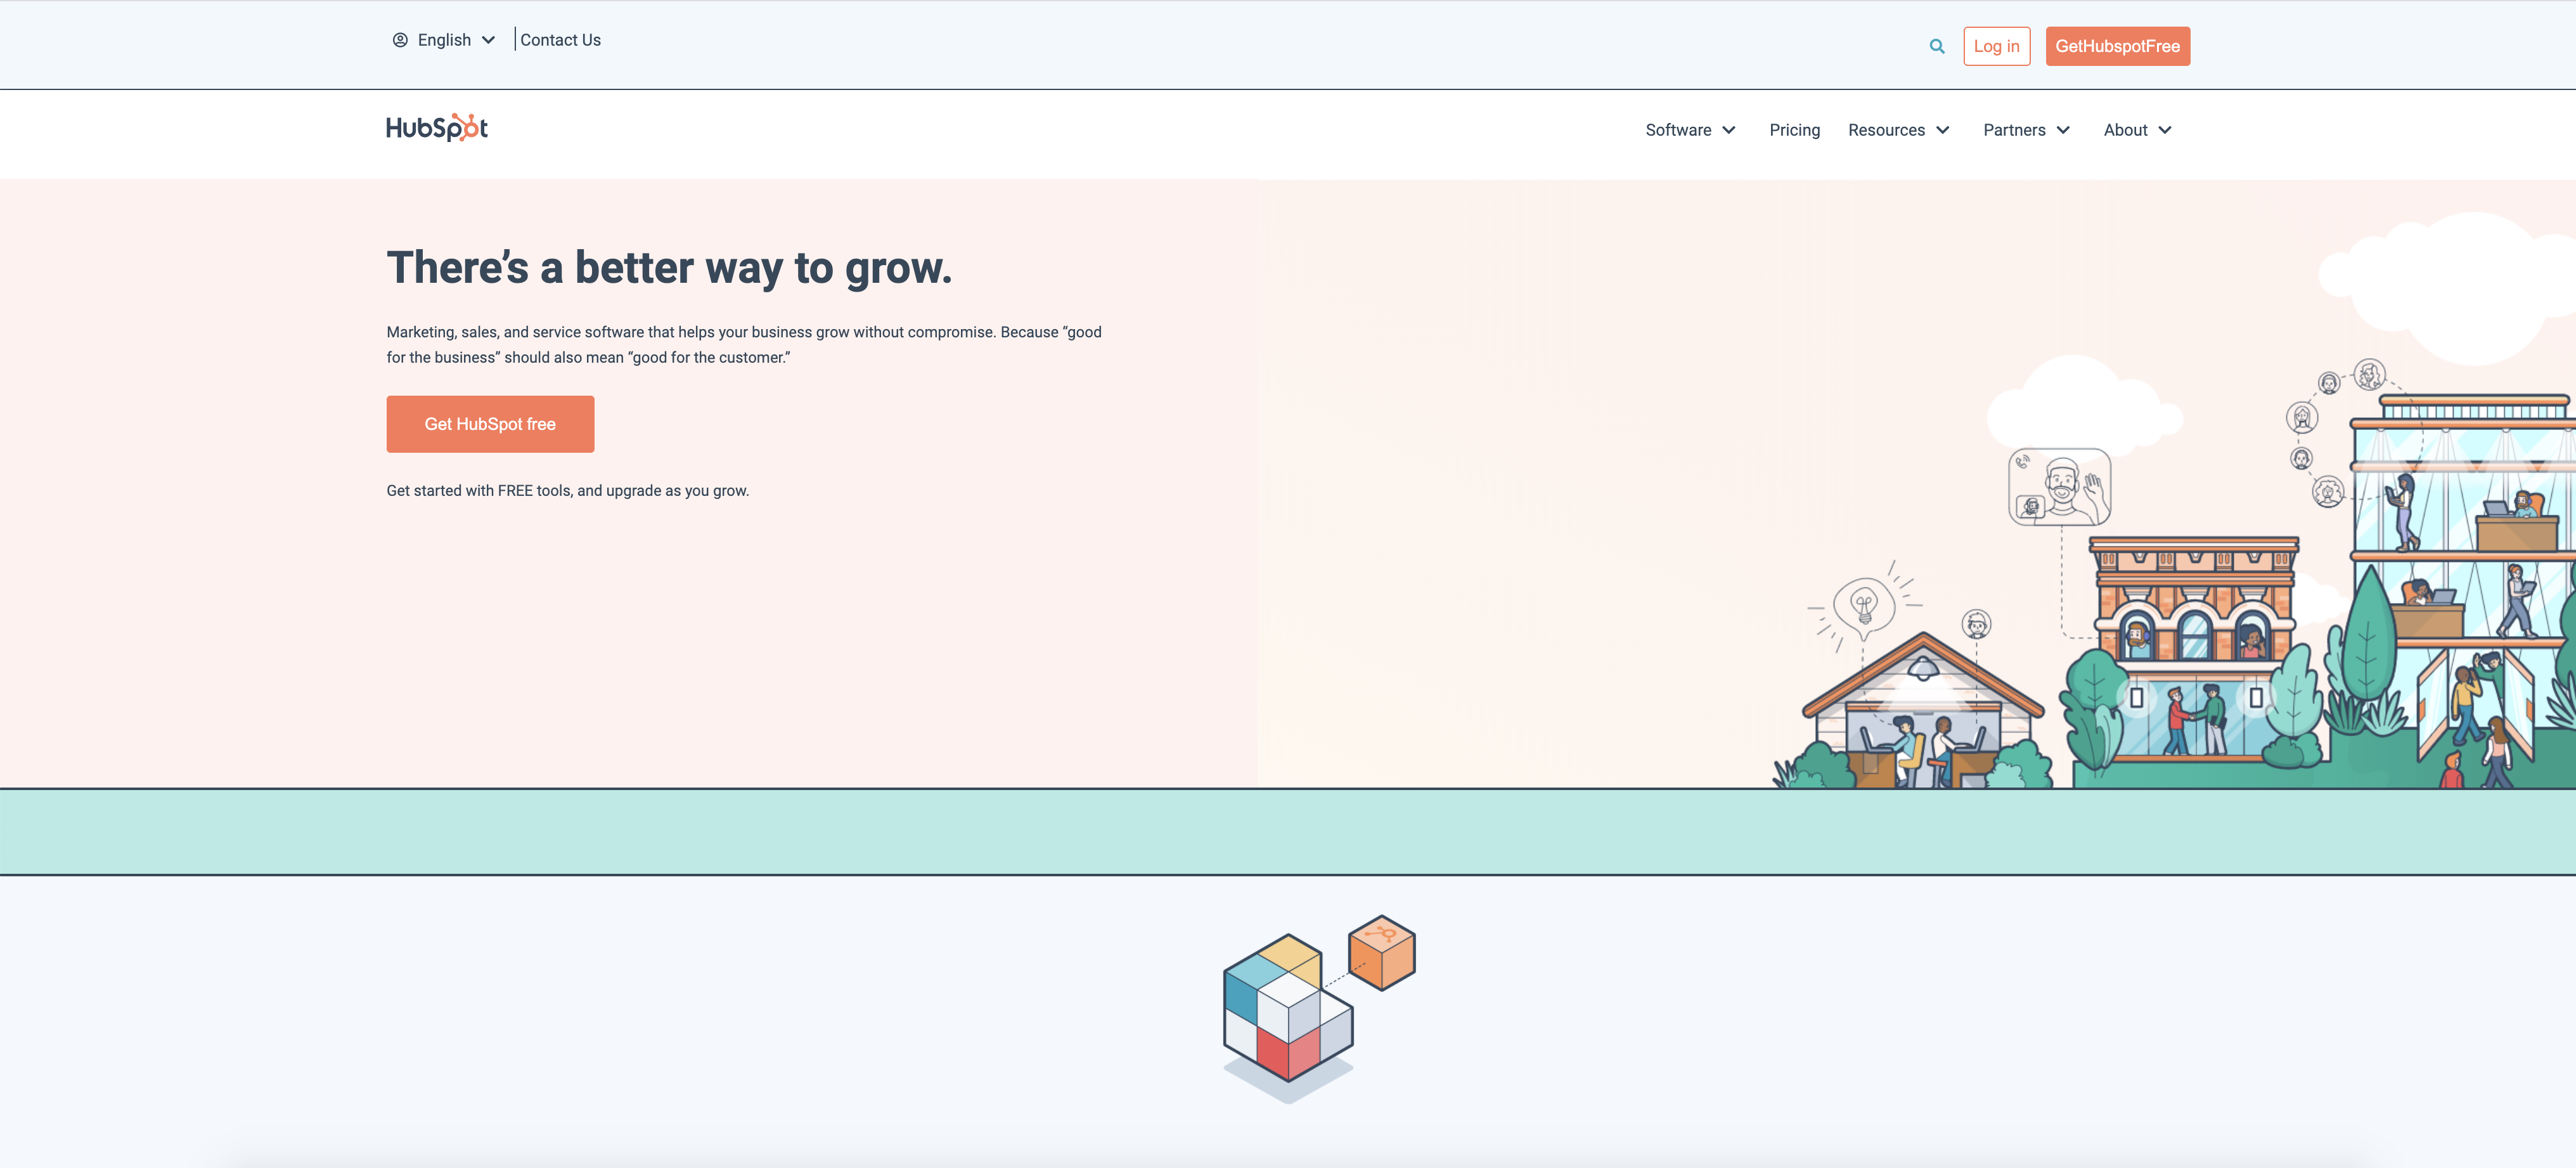 English
Contact Us
Log in
GetHubspotFree
HubSpot
Software
Pricing
Resources
Partners
About
There’s a better way to grow.
Marketing, sales, and service software that helps your business grow without compromise. Because “good
for the business” should also mean “good for the customer.”
Get HubSpot free
Get started with FREE tools, and upgrade as you grow.